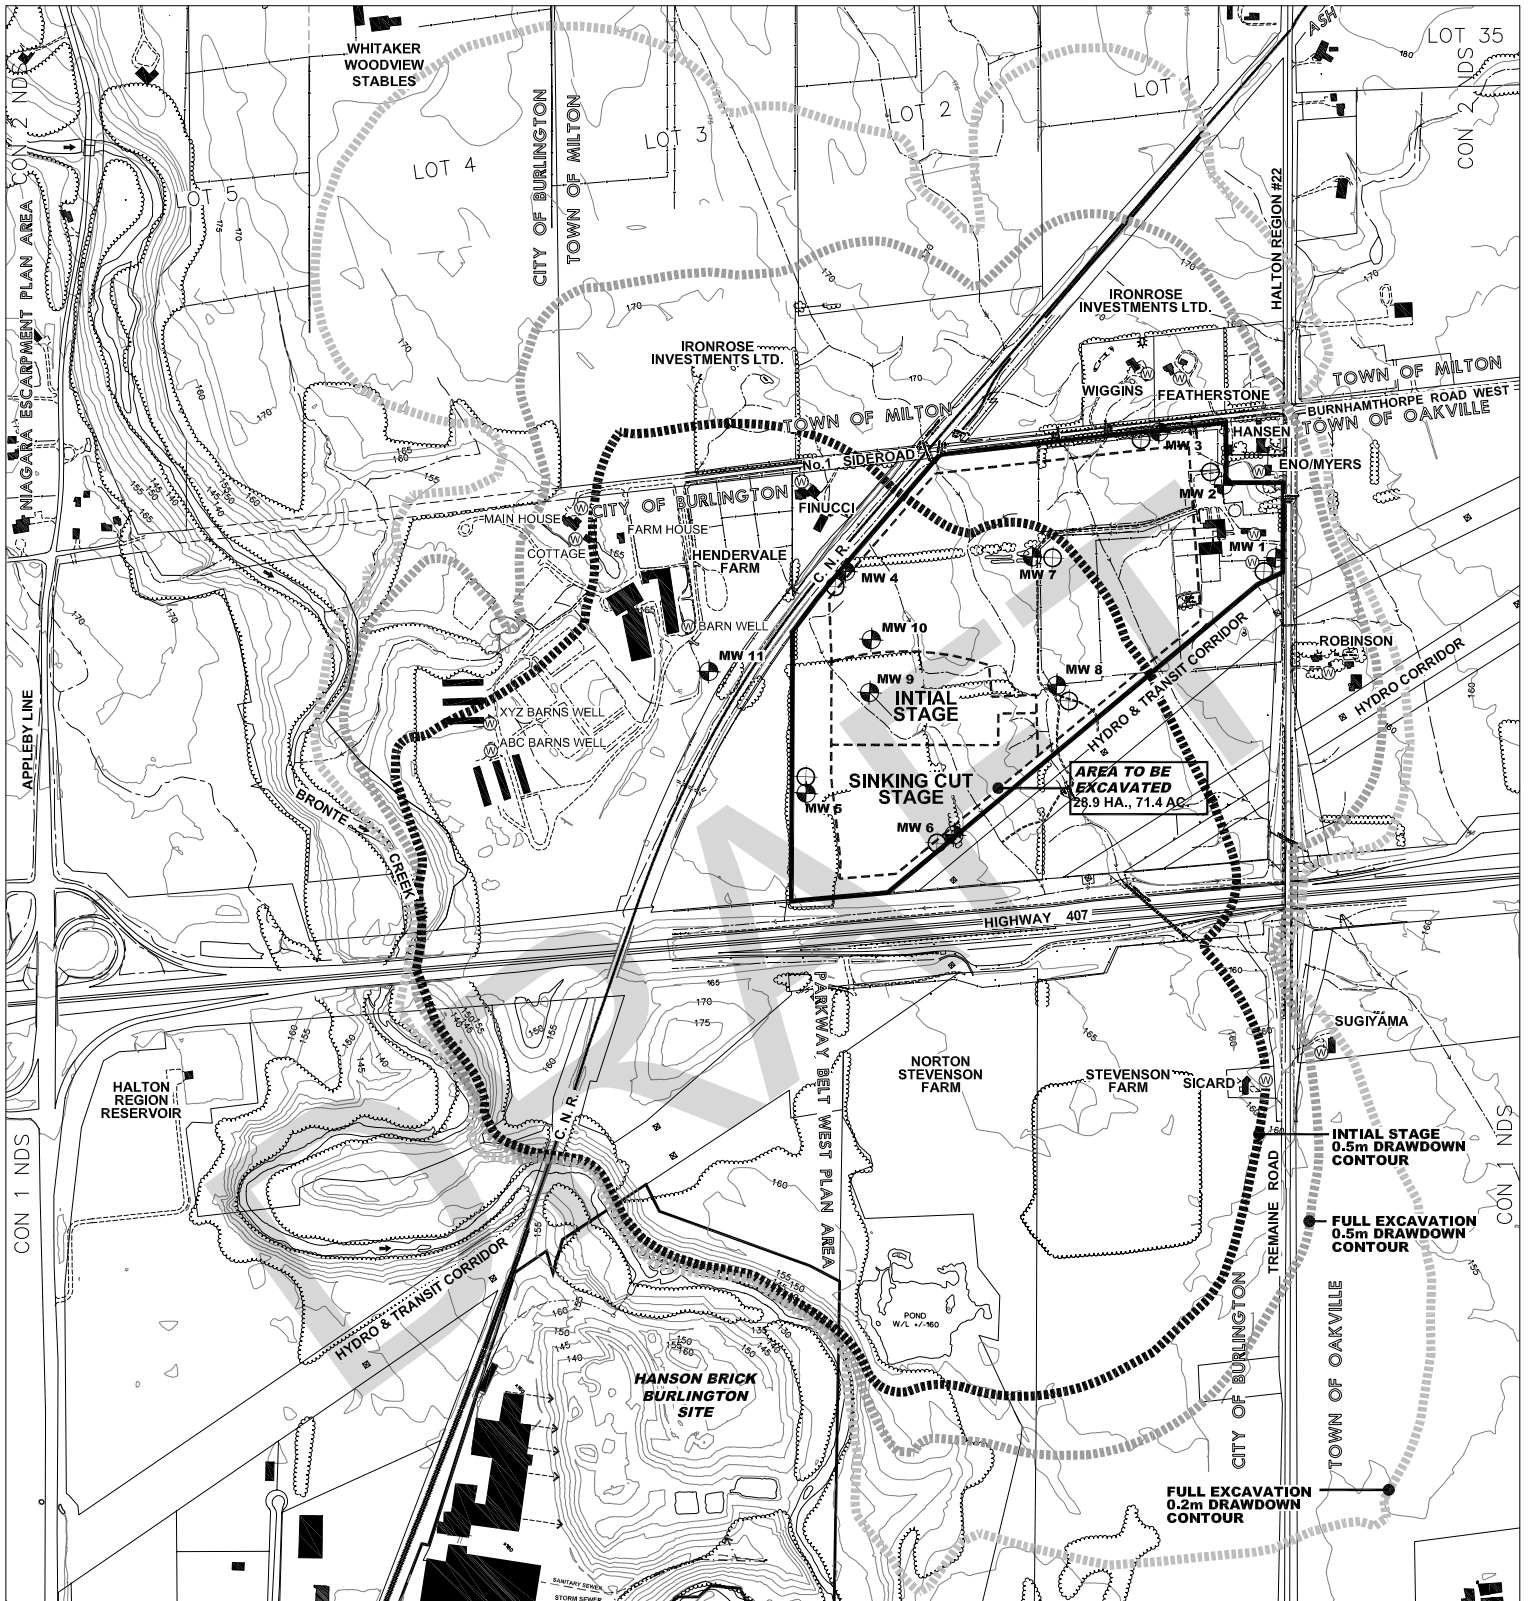 WHITAKER
WOODVIEW
STABLES
ASH
LOT 35
CON 2 NDS
CON 2 NDS
NIAGARA ESCARPMENT PLAN AREA
LOT 5
LOT 4
LOT 3
LOT 2
LOT
CITY OF BURLINGTON
TOWN OF MILTON
HALTON REGION #22
IRONROSE
INVESTMENTS LTD.
IRONROSE
INVESTMENTS LTD.
WIGGINS
FEATHERSTONE
TOWN OF MILTON
BURNHAMTHORPE ROAD WEST
TOWN OF OAKVILLE
TOWN OF MILTON
No.1 SIDEROAD
CITY OF BURLINGTON
HANSEN
ENO/MYERS
MW 3
MW 2
MW 1
MAIN HOUSE
COTTAGE
FARM HOUSE
HENDERVALE
FARM
FINUCCI
C. N. R.
MW 4
MW 7
BARN WELL
MW 11
MW 10
MW 9
MW 8
INTIAL
STAGE
HYDRO & TRANSIT CORRIDOR
ROBINSON
HYDRO CORRIDOR
XYZ BARNS WELL
ABC BARNS WELL
APPLEBY LINE
BRONTE
CREEK
SINKING CUT
STAGE
MW 5
MW 6
AREA TO BE
EXCAVATED
28.9 HA., 71.4 AC.
HIGHWAY 407
DRAFT
PARKWAY BELT WEST PLAN AREA
NORTON
STEVENSON
FARM
STEVENSON
FARM
SICARD
SUGIYAMA
HALTON
REGION
RESERVOIR
C. N. R.
CON 1 NDS
CON 1 NDS
INTIAL STAGE
0.5m DRAWDOWN
CONTOUR
FULL EXCAVATION
0.5m DRAWDOWN
CONTOUR
TREMAINE ROAD
CITY OF BURLINGTON
TOWN OF OAKVILLE
HYDRO & TRANSIT CORRIDOR
POND
W/L +/-160
HANSON BRICK
BURLINGTON
SITE
FULL EXCAVATION
0.2m DRAWDOWN
CONTOUR
SANITARY SEWER
STORM SEWER